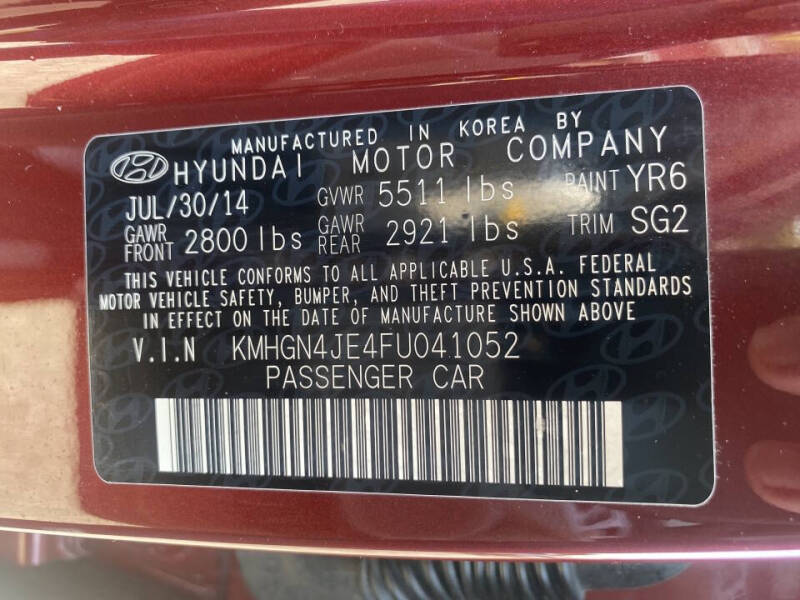 MANUFACTURED IN KOREA BY
HYUNDAI MOTOR COMPANY
JUL/30/14 GVWR 5511 lbs PAINT YR6
GAWR FRONT 2800 lbs GAWR REAR 2921 lbs TRIM SG2
THIS VEHICLE CONFORMS TO ALL APPLICABLE U.S.A. FEDERAL
MOTOR VEHICLE SAFETY, BUMPER, AND THEFT PREVENTION STANDARDS
IN EFFECT ON THE DATE OF MANUFACTURE SHOWN ABOVE
V.I.N KMHGN4JE4FU041052
PASSENGER CAR